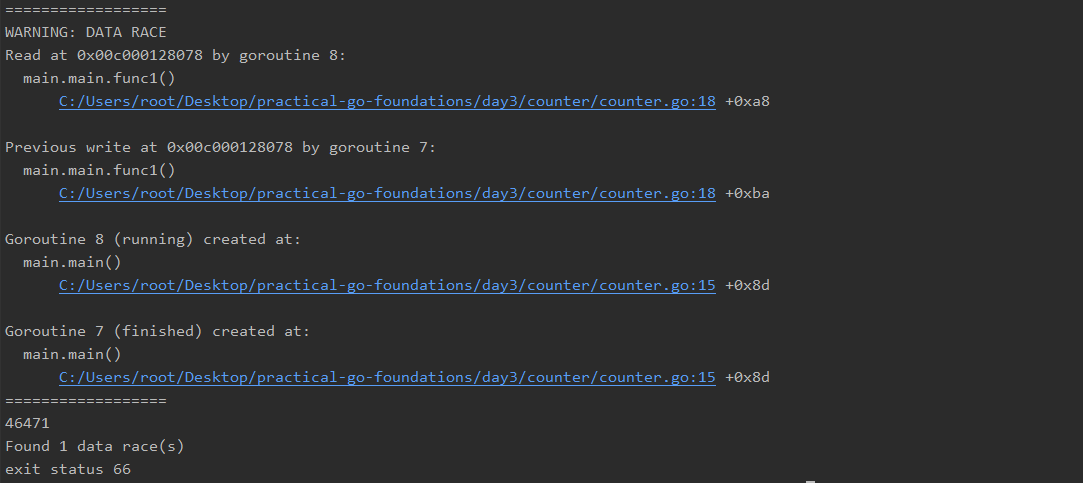 ==================
WARNING: DATA RACE
Read at 0x00c000128078 by goroutine 8:
  main.main.func1()
      C:/Users/root/Desktop/practical-go-foundations/day3/counter/counter.go:18 +0xa8

Previous write at 0x00c000128078 by goroutine 7:
  main.main.func1()
      C:/Users/root/Desktop/practical-go-foundations/day3/counter/counter.go:18 +0xba

Goroutine 8 (running) created at:
  main.main()
      C:/Users/root/Desktop/practical-go-foundations/day3/counter/counter.go:15 +0x8d

Goroutine 7 (finished) created at:
  main.main()
      C:/Users/root/Desktop/practical-go-foundations/day3/counter/counter.go:15 +0x8d
==================
46471
Found 1 data race(s)
exit status 66